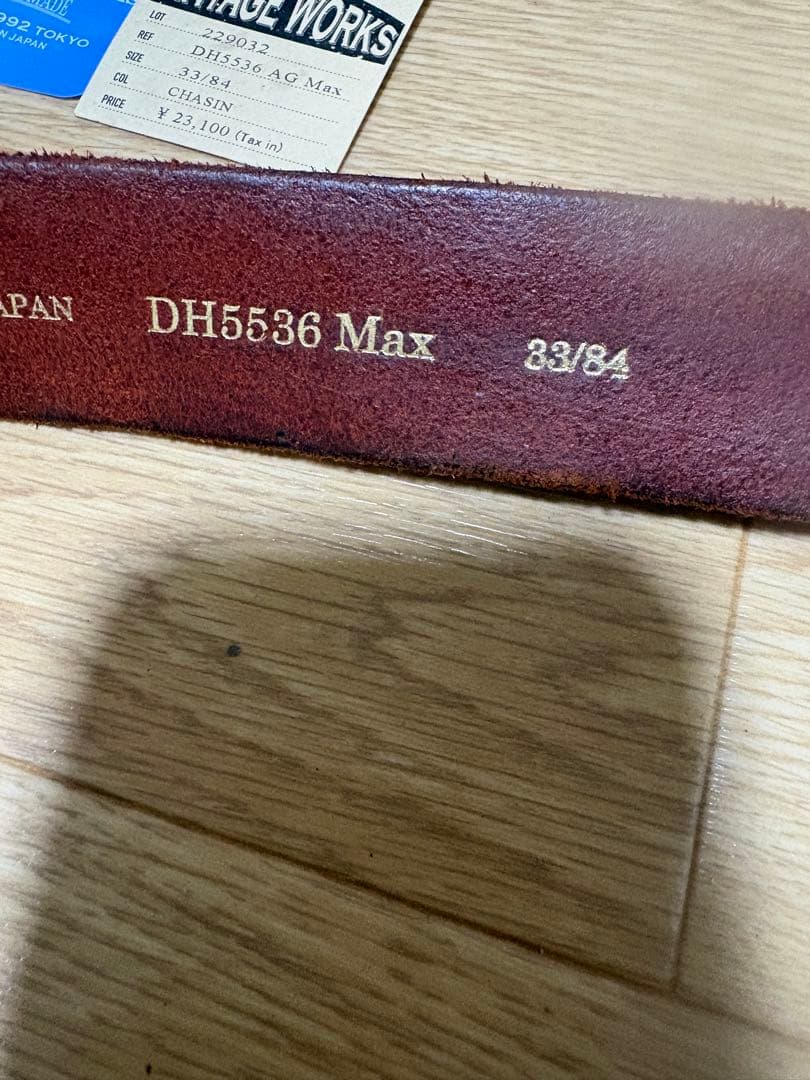 MADE
1992 TOKYO
IN JAPAN
WORKS
LOT 229032
REF DH5536 AG Max
SIZE 33/84
COL CHASIN
PRICE ¥ 23,100 (Tax in)
APAN DH5536 Max 33/84